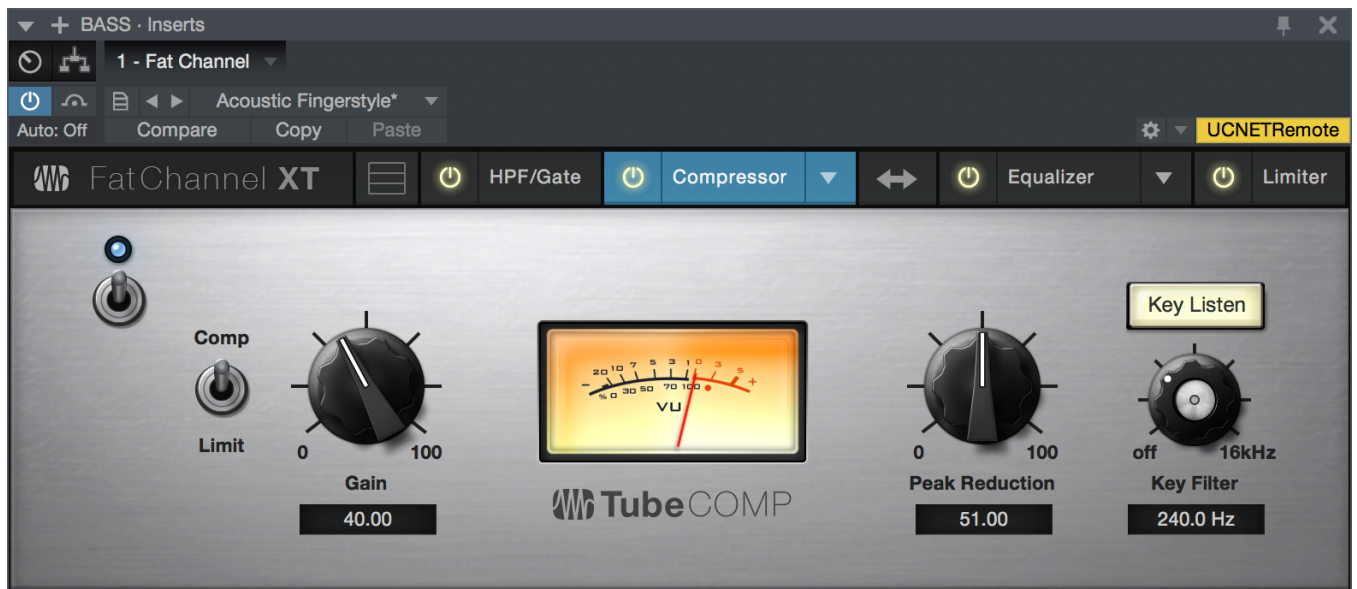 BASS · Inserts
1 - Fat Channel
Acoustic Fingerstyle*
Auto: Off Compare Copy Paste UCNETRemote
FatChannel XT HPF/Gate Compressor Equalizer Limiter
Key Listen
Comp
Limit
20 10 7 5 3 1 0 3 5
- +
% 0 30 50 70 100
VU
0 100 0 100 off 16kHz
Gain Peak Reduction Key Filter
TubeCOMP
40.00 51.00 240.0 Hz